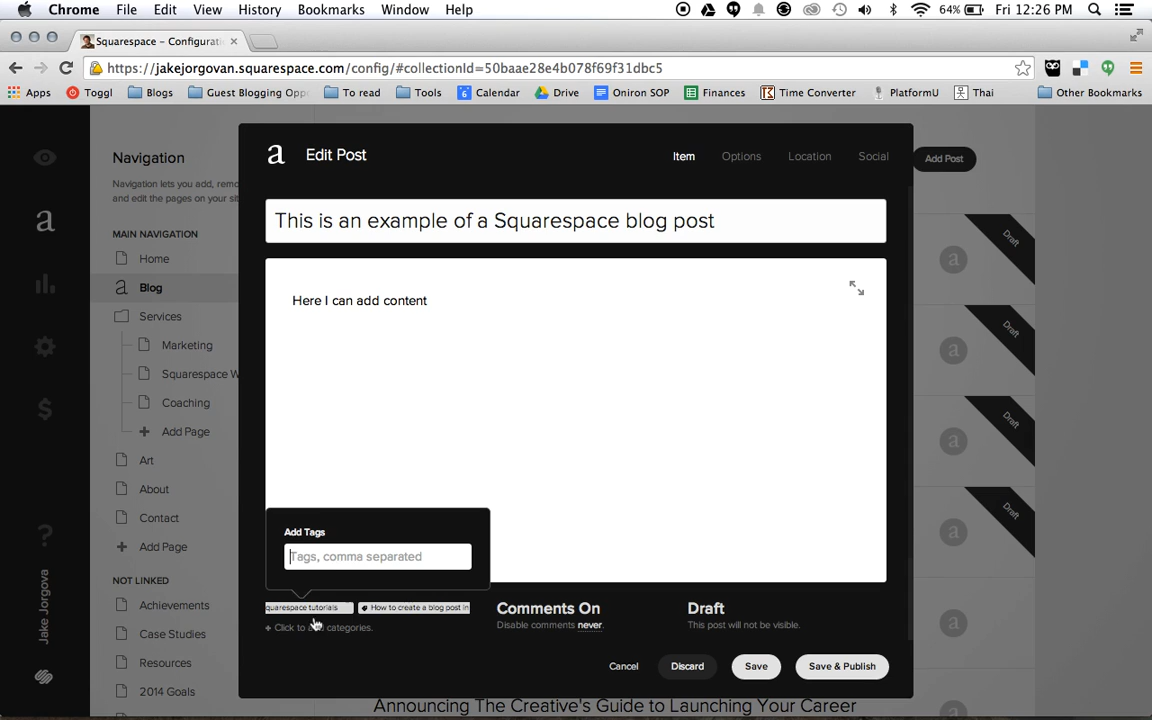 Chrome File Edit View History Bookmarks Window Help 64% Fri 12:26 PM
Squarespace – Configurati
https://jakejorgovan.squarespace.com/config/#collectionId=50baae28e4b078f69f31dbc5
Apps Toggl Blogs Guest Blogging Opp To read Tools Calendar Drive Oniron SOP Finances Time Converter PlatformU Thai Other Bookmarks
a Edit Post Item Options Location Social
Add Post
Navigation
Navigation lets you add, remo
and edit the pages on your sit
MAIN NAVIGATION
Home
Blog
Services
Marketing
Squarespace W
Coaching
Add Page
Art
About
Contact
Add Page
NOT LINKED
Achievements
Case Studies
Resources
2014 Goals
Jake Jorgova
This is an example of a Squarespace blog post
Here I can add content
Add Tags
Tags, comma separated
quarespace tutorials How to create a blog post in
Click to categories.
Comments On
Disable comments never.
Draft
This post will not be visible.
Cancel Discard Save Save & Publish
Draft
Draft
Draft
Draft
Announcing The Creative's Guide to Launching Your Career